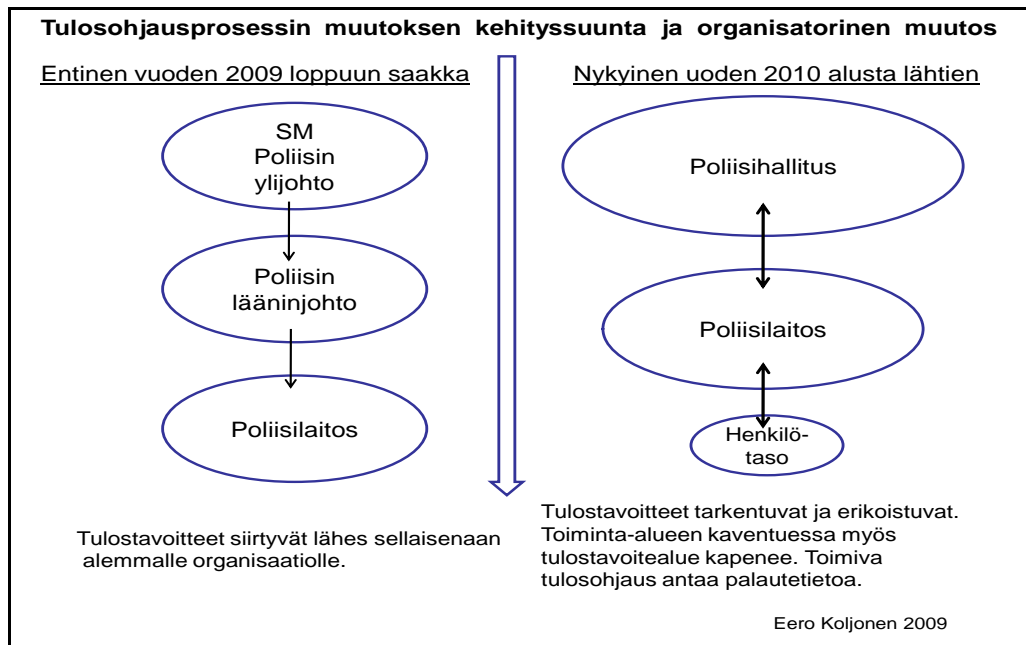 Tulosohjausprosessin muutoksen kehityssuunta ja organisatorinen muutos
Entinen vuoden 2009 loppuun saakka
SM
Poliisin
ylijohto
Poliisin
lääninjohto
Poliisilaitos
Tulostavoitteet siirtyvät lähes sellaisenaan
alemmalle organisaatiolle.
Nykyinen uoden 2010 alusta lähtien
Poliisihallitus
Poliisilaitos
Henkilö-
taso
Tulostavoitteet tarkentuvat ja erikoistuvat.
Toiminta-alueen kaventuessa myös
tulostavoitealue kapenee. Toimiva
tulosohjaus antaa palautetietoa.
Eero Koljonen 2009